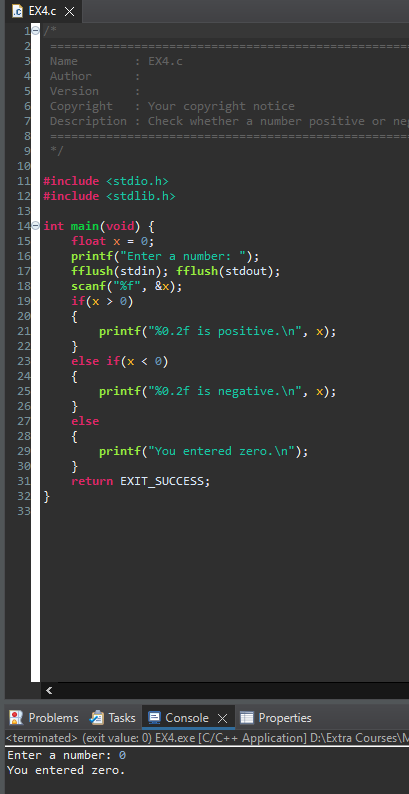 EX4.c
1 /*
2 ==================================================
3 Name : EX4.c
4 Author :
5 Version :
6 Copyright : Your copyright notice
7 Description : Check whether a number positive or
8 ==================================================
9 */
10
11 #include <stdio.h>
12 #include <stdlib.h>
13
14 int main(void) {
15 float x = 0;
16 printf("Enter a number: ");
17 fflush(stdin); fflush(stdout);
18 scanf("%f", &x);
19 if(x > 0)
20 {
21 printf("%0.2f is positive.\n", x);
22 }
23 else if(x < 0)
24 {
25 printf("%0.2f is negative.\n", x);
26 }
27 else
28 {
29 printf("You entered zero.\n");
30 }
31 return EXIT_SUCCESS;
32 }
33
Problems Tasks Console Properties
<terminated> (exit value: 0) EX4.exe [C/C++ Application] D:\Extra Courses\
Enter a number: 0
You entered zero.